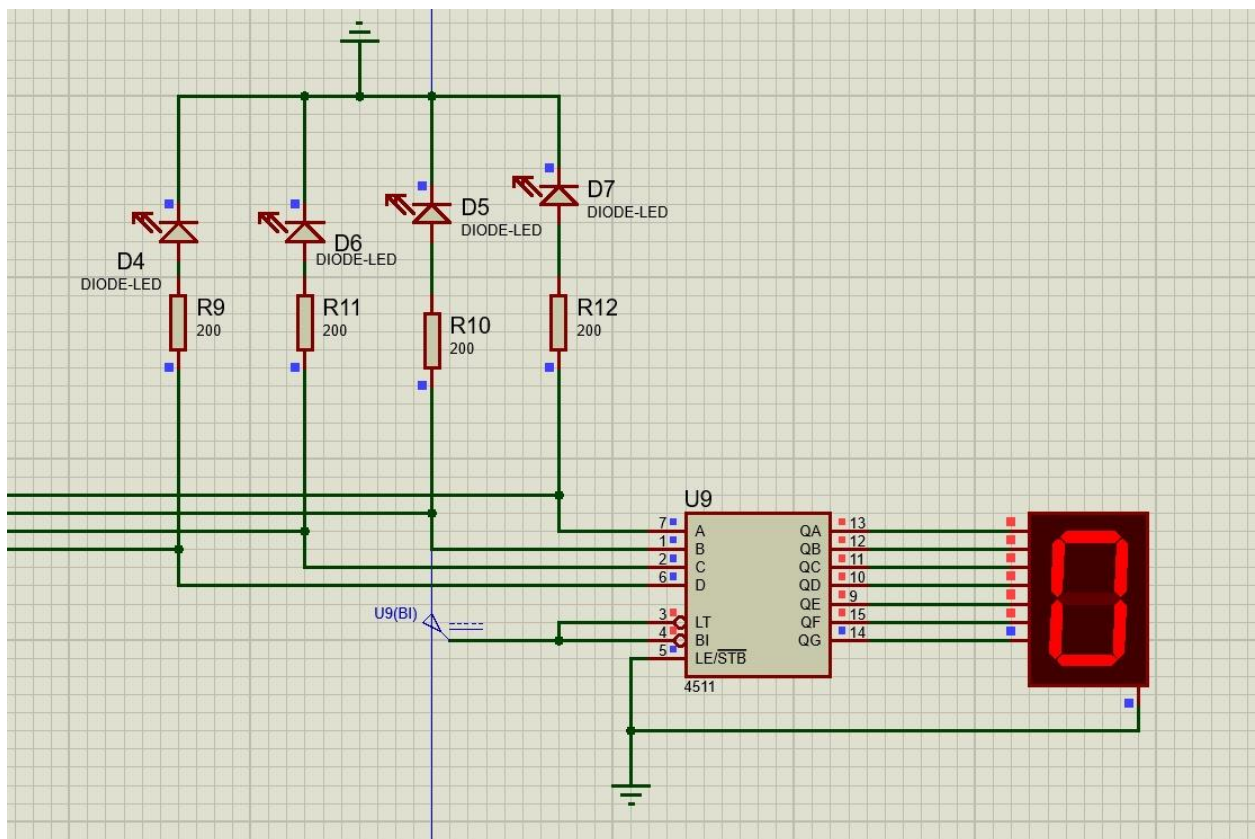 D7
DIODE-LED
D5
DIODE-LED
D6
DIODE-LED
D4
DIODE-LED
R9
200
R11
200
R10
200
R12
200
U9
7 A QA 13
1 B QB 12
2 C QC 11
6 D QD 10
QE 9
3 LT QF 15
4 BI QG 14
5 LE/STB
4511
U9(BI)
0